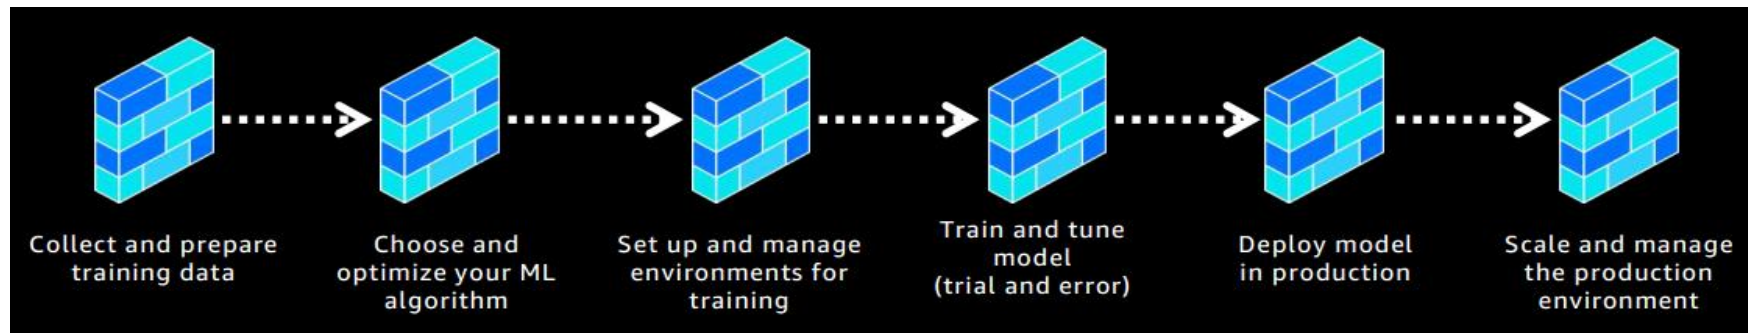 Collect and prepare
training data
Choose and
optimize your ML
algorithm
Set up and manage
environments for
training
Train and tune
model
(trial and error)
Deploy model
in production
Scale and manage
the production
environment